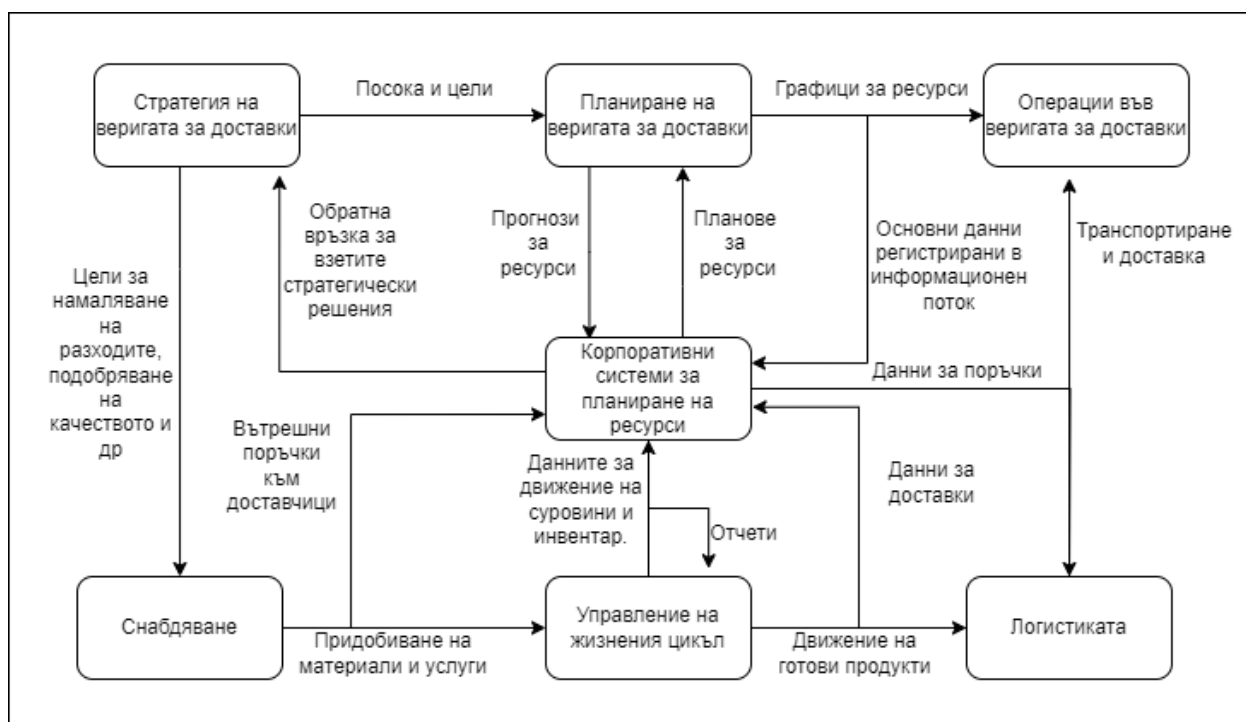 Стратегия на
веригата за доставки
Посока и цели
Планиране на
веригата за доставки
Графици за ресурси
Операции във
веригата за доставки
Обратна
връзка за
взетите
стратегически
решения
Прогнози
за
ресурси
Планове
за
ресурси
Основни данни
регистрирани в
информационен
поток
Транспортиране
и доставка
Цели за
намаляване
на
разходите,
подобряване
на
качеството и
др
Корпоративни
системи за
планиране на
ресурси
Данни за поръчки
Вътрешни
поръчки
към
доставчици
Данните за
движение на
суровини и
инвентар.
Отчети
Данни за
доставки
Снабдяване
Придобиване на
материали и услуги
Управление на
жизнения цикъл
Движение на
готови продукти
Логистиката